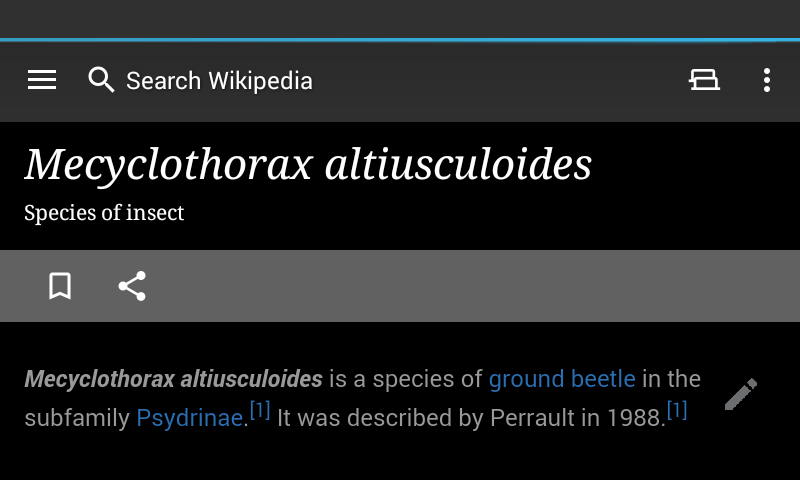 Search Wikipedia
Mecyclothorax altiusculoides
Species of insect
Mecyclothorax altiusculoides is a species of ground beetle in the
subfamily Psydrinae.[1] It was described by Perrault in 1988.[1]